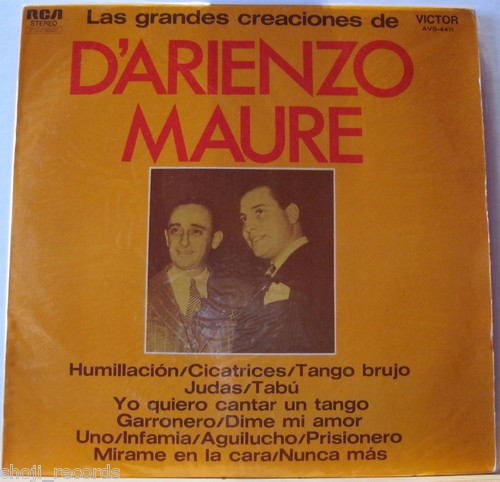 RCA
STEREO
Las grandes creaciones de
VICTOR
AVS-4411
D'ARIENZO
MAURE
Humillación/Cicatrices/Tango brujo
Judas/Tabú
Yo quiero cantar un tango
Garronero/Dime mi amor
Uno/Infamia/Aguilucho/Prisionero
Mirame en la cara/Nunca más
shoji_records